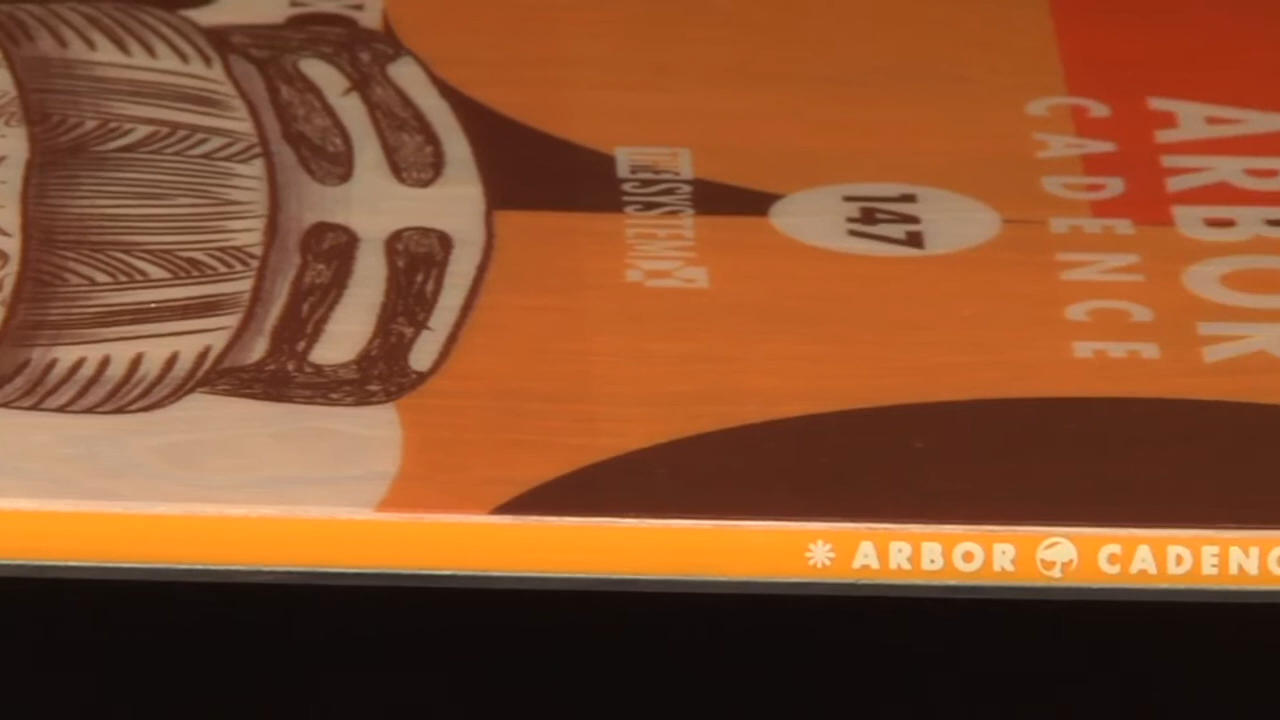 ARBOR
CADENCE
147
THE SYSTEM
ARBOR CADENC